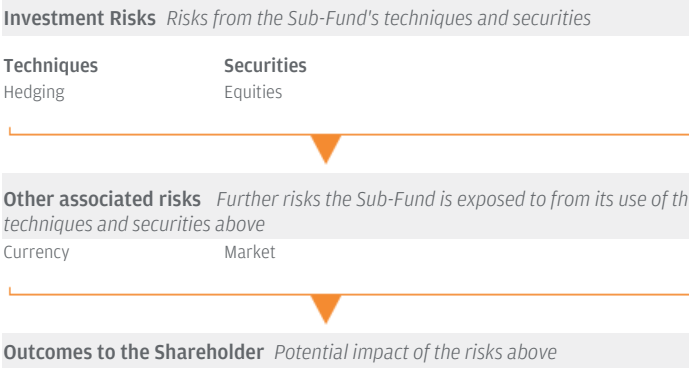 Investment Risks Risks from the Sub-Fund's techniques and securities
Techniques Securities
Hedging Equities
Other associated risks Further risks the Sub-Fund is exposed to from its use of th
techniques and securities above
Currency Market
Outcomes to the Shareholder Potential impact of the risks above